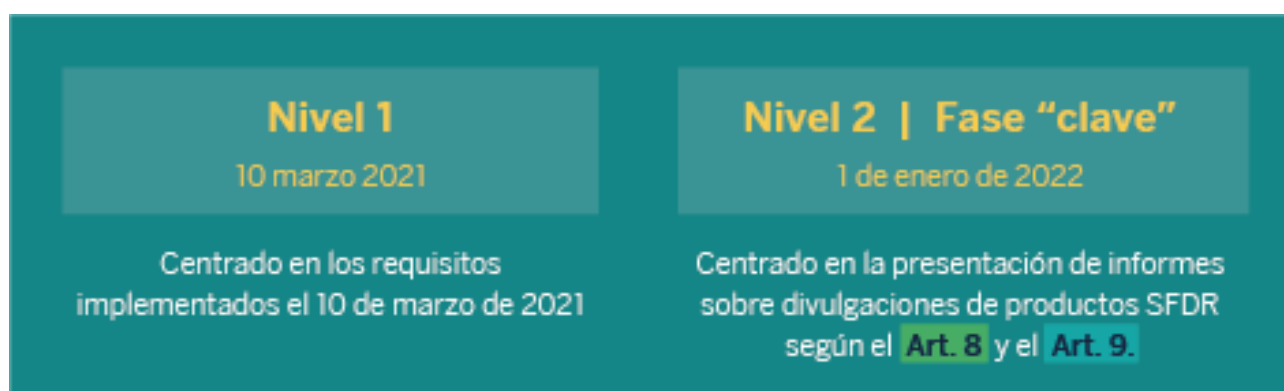 Nivel 1
10 marzo 2021
Centrado en los requisitos
implementados el 10 de marzo de 2021
Nivel 2 | Fase “clave”
1 de enero de 2022
Centrado en la presentación de informes
sobre divulgaciones de productos SFDR
según el Art. 8 y el Art. 9.